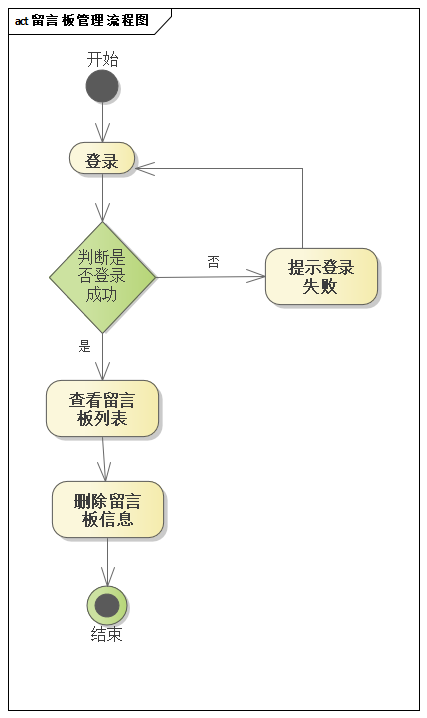 act 留言板管理流程图
开始
登录
判断是
否登录
成功
否
提示登录
失败
是
查看留言
板列表
删除留言
板信息
结束